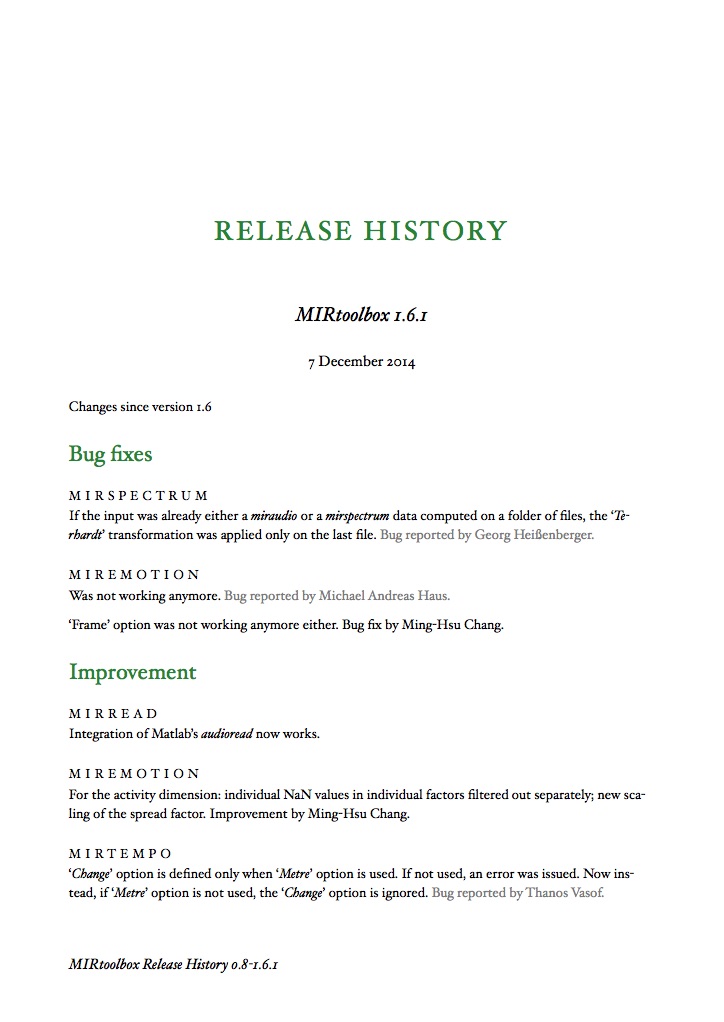 RELEASE HISTORY
MIRtoolbox 1.6.1
7 December 2014
Changes since version 1.6
Bug fixes
MIRSPECTRUM
If the input was already either a miraudio or a mirspectrum data computed on a folder of files, the ‘Te-
rhardt’ transformation was applied only on the last file. Bug reported by Georg Heißenberger.
MIREMOTION
Was not working anymore. Bug reported by Michael Andreas Haus.
‘Frame’ option was not working anymore either. Bug fix by Ming-Hsu Chang.
Improvement
MIRREAD
Integration of Matlab’s audioread now works.
MIREMOTION
For the activity dimension: individual NaN values in individual factors filtered out separately; new sca-
ling of the spread factor. Improvement by Ming-Hsu Chang.
MIRTEMPO
‘Change’ option is defined only when ‘Metre’ option is used. If not used, an error was issued. Now ins-
tead, if ‘Metre’ option is not used, the ‘Change’ option is ignored. Bug reported by Thanos Vasof.
MIRtoolbox Release History 0.8-1.6.1